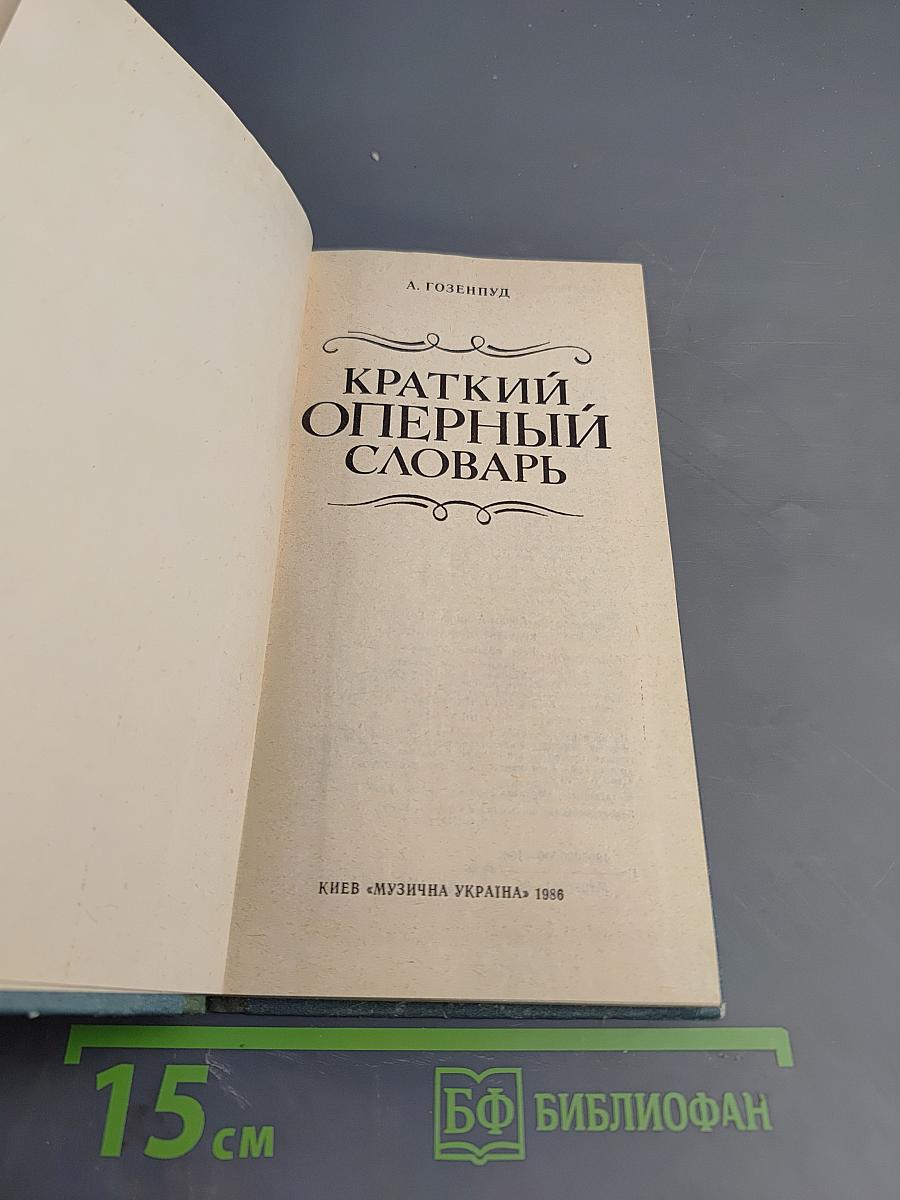 А. ГОЗЕНПУД
КРАТКИЙ
ОПЕРНЫЙ
СЛОВАРЬ
КИЕВ «МУЗИЧНА УКРАЇНА» 1986
15 см
БФ БИБЛИОФАН